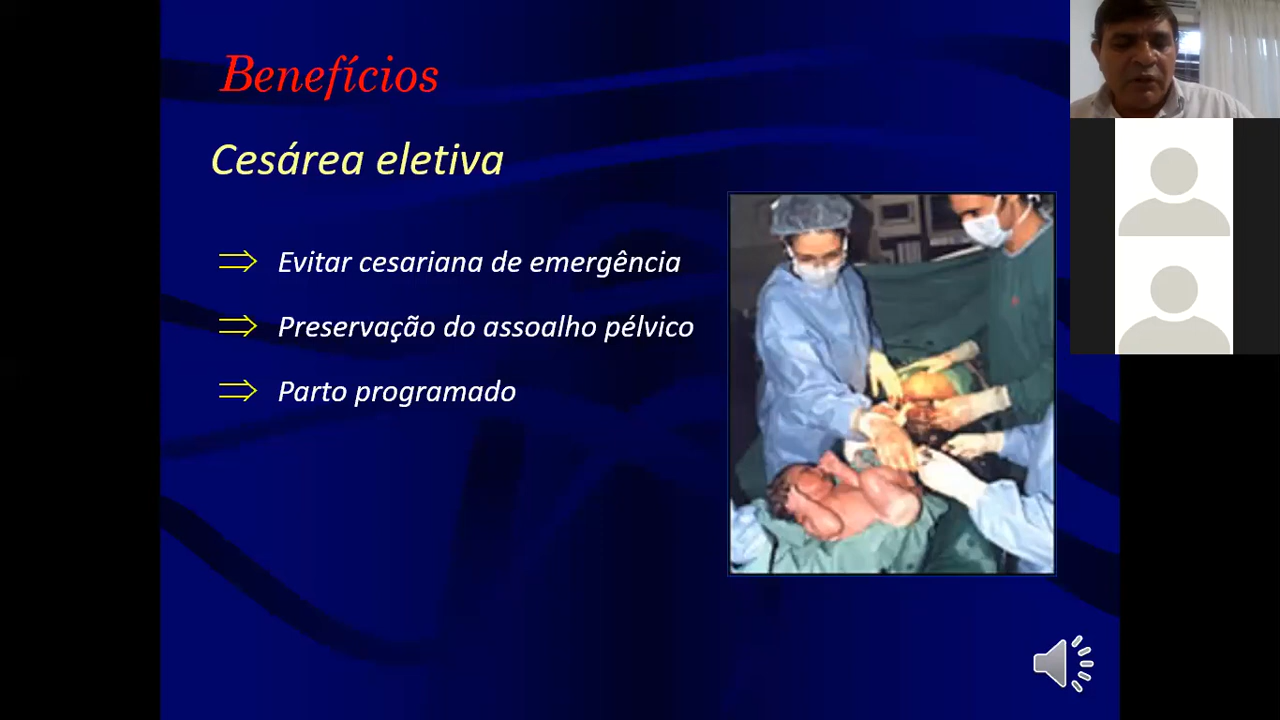 Benefícios
Cesárea eletiva
⇒ Evitar cesariana de emergência
⇒ Preservação do assoalho pélvico
⇒ Parto programado